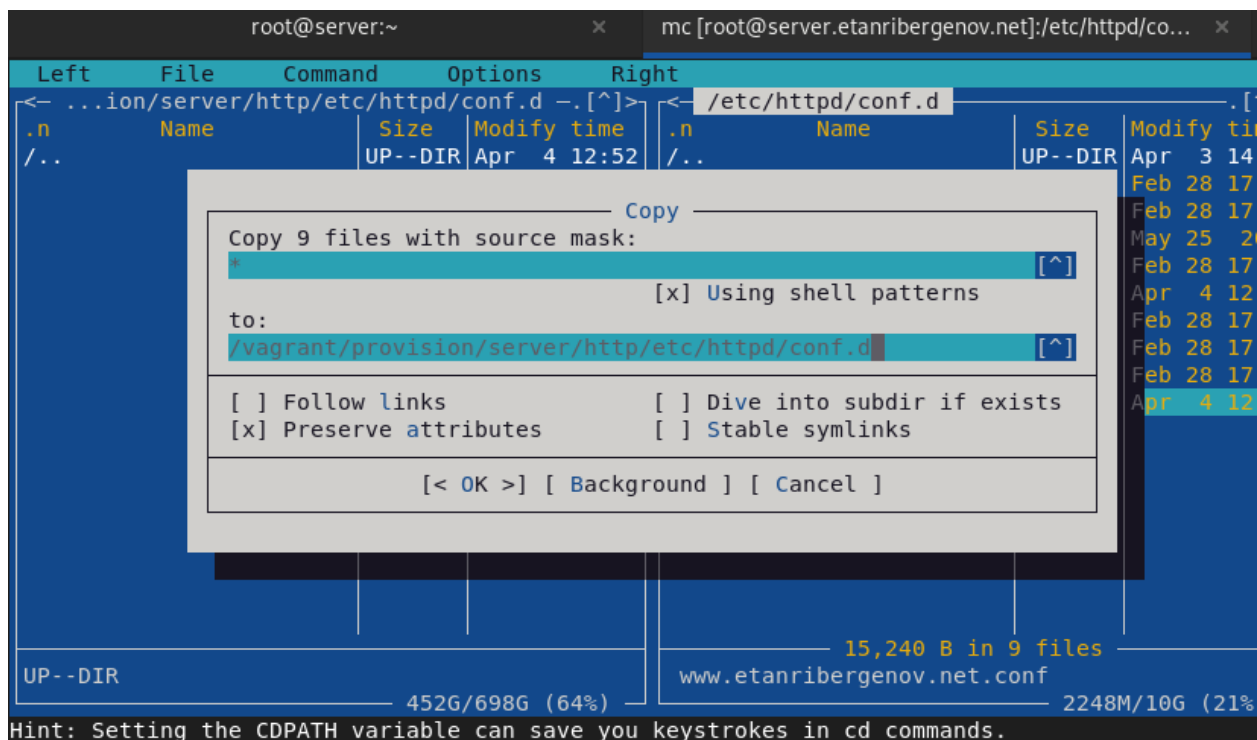 root@server:~ × mc [root@server.etanribergenov.net]:/etc/httpd/co... ×
Left File Command Options Right
<— ...ion/server/http/etc/httpd/conf.d —.[^]> <— /etc/httpd/conf.d .[
.n Name Size Modify time .n Name Size Modify ti
/.. UP--DIR Apr 4 12:52 /.. UP--DIR Apr 3 14
Feb 28 17
Copy Feb 28 17
Copy 9 files with source mask: May 25 2
* [^] Feb 28 17
[x] Using shell patterns Apr 4 12
to: Feb 28 17
/vagrant/provision/server/http/etc/httpd/conf.d [^] Feb 28 17
Feb 28 17
[ ] Follow links [ ] Dive into subdir if exists Apr 4 12
[x] Preserve attributes [ ] Stable symlinks
[< OK >] [ Background ] [ Cancel ]
15,240 B in 9 files
UP--DIR www.etanribergenov.net.conf
452G/698G (64%) 2248M/10G (21%
Hint: Setting the CDPATH variable can save you keystrokes in cd commands.